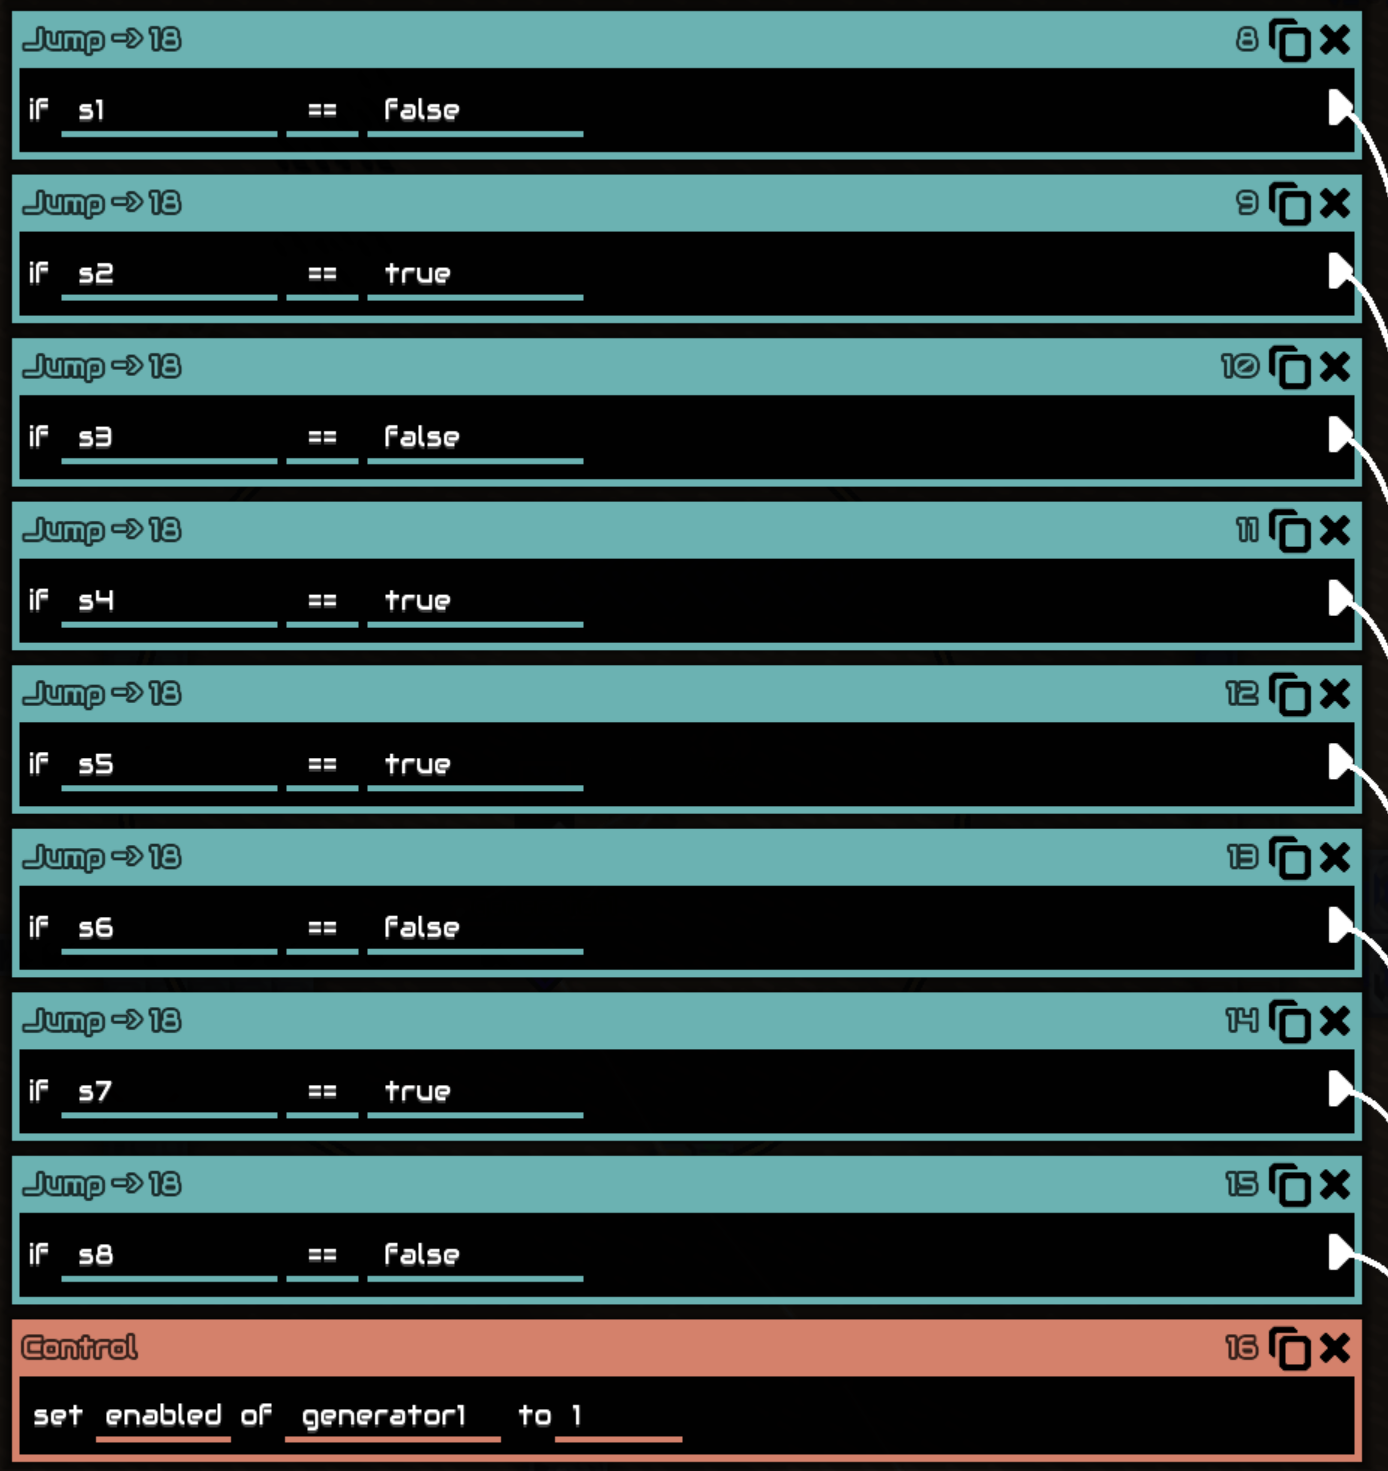 Jump -> 18 8
if s1 == false
Jump -> 18 9
if s2 == true
Jump -> 18 10
if s3 == false
Jump -> 18 11
if s4 == true
Jump -> 18 12
if s5 == true
Jump -> 18 13
if s6 == false
Jump -> 18 14
if s7 == true
Jump -> 18 15
if s8 == false
Control 16
set enabled of generator1 to 1